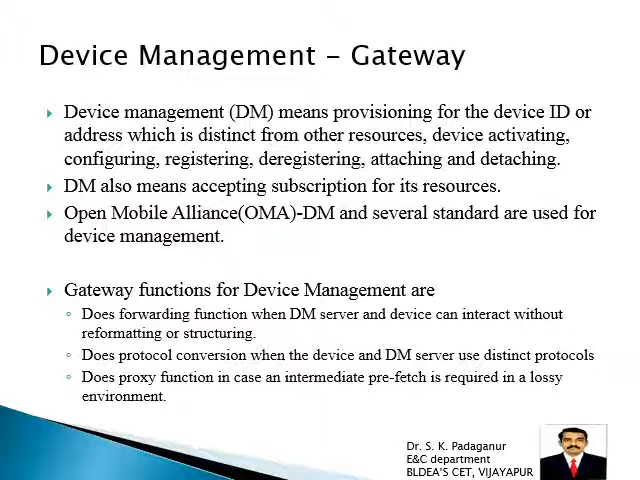 Device Management - Gateway
Device management (DM) means provisioning for the device ID or
address which is distinct from other resources, device activating,
configuring, registering, deregistering, attaching and detaching.
DM also means accepting subscription for its resources.
Open Mobile Alliance(OMA)-DM and several standard are used for
device management.
Gateway functions for Device Management are
Does forwarding function when DM server and device can interact without
reformatting or structuring.
Does protocol conversion when the device and DM server use distinct protocols
Does proxy function in case an intermediate pre-fetch is required in a lossy
environment.
Dr. S. K. Padaganur
E&C department
BLDEA'S CET, VIJAYAPUR